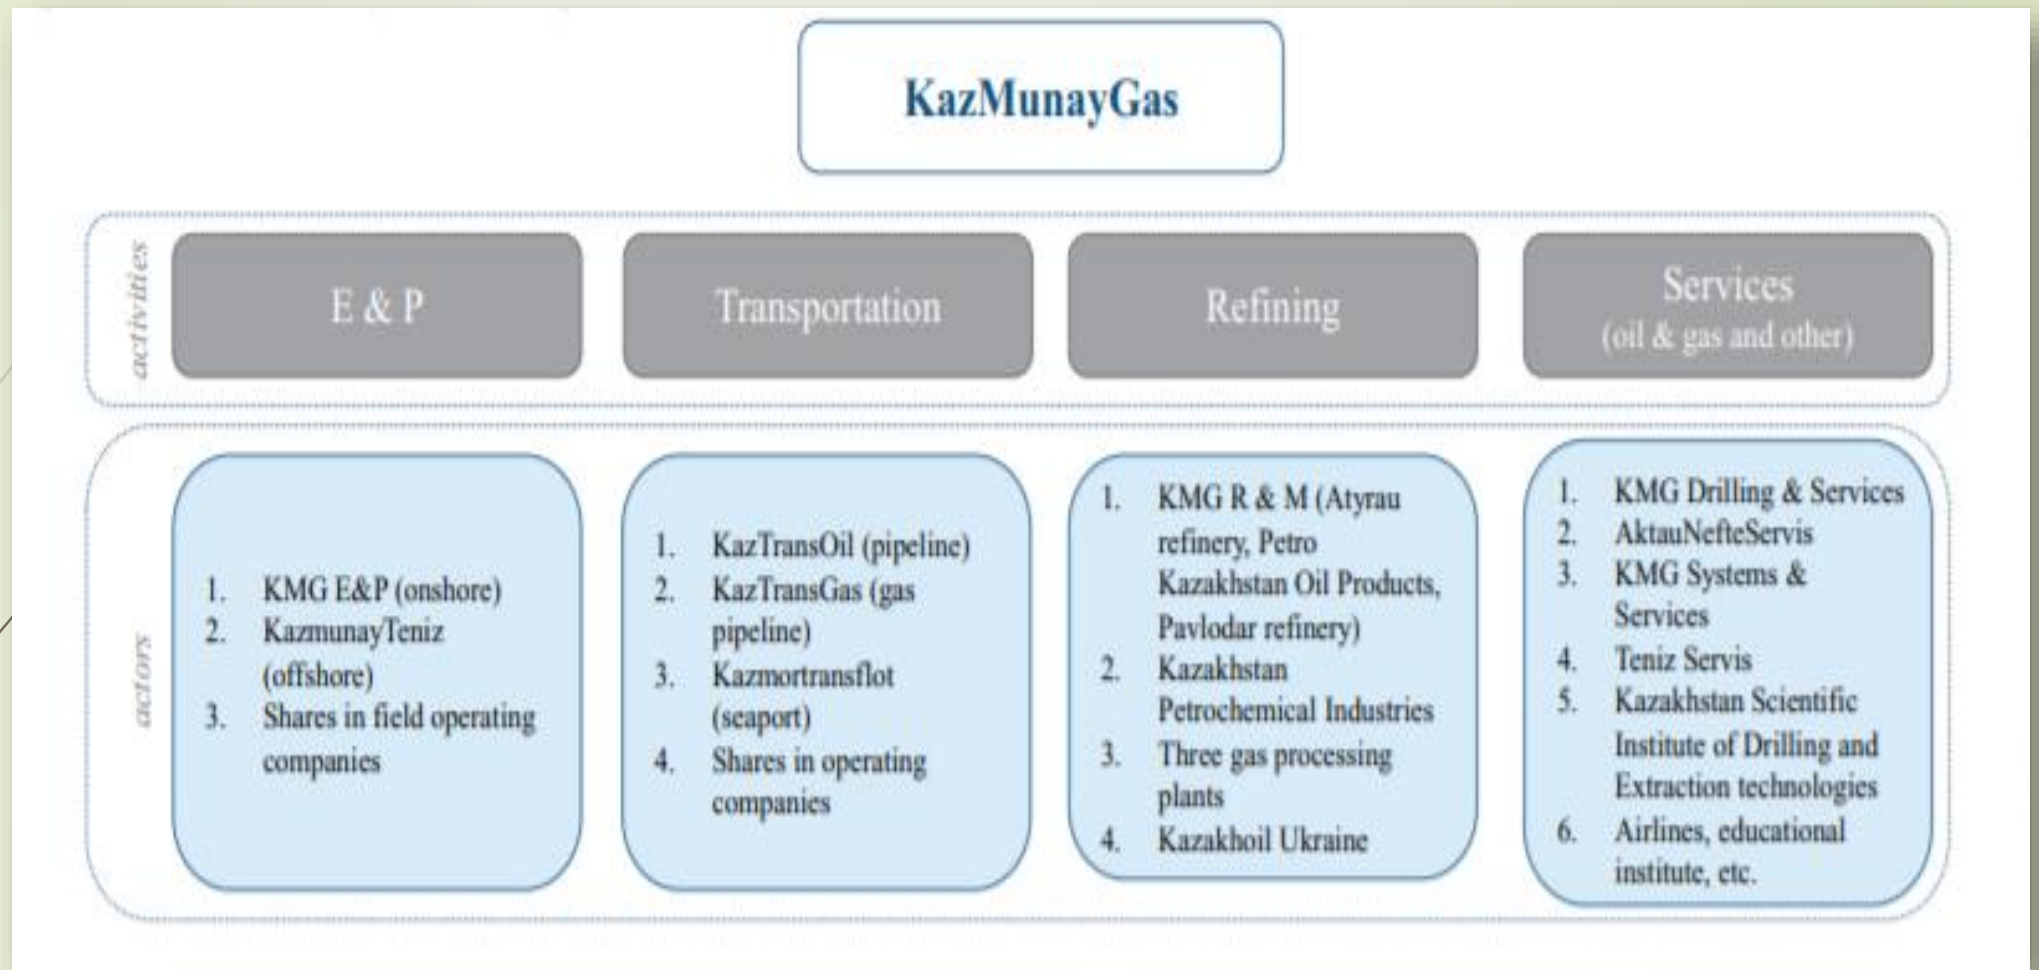 KazMunayGas
activities
E & P
Transportation
Refining
Services
(oil & gas and other)
actors
1. KMG E&P (onshore)
2. KazmunayTeniz
(offshore)
3. Shares in field operating
companies
1. KazTransOil (pipeline)
2. KazTransGas (gas
pipeline)
3. Kazmortransflot
(seaport)
4. Shares in operating
companies
1. KMG R & M (Atyrau
refinery, Petro
Kazakhstan Oil Products,
Pavlodar refinery)
2. Kazakhstan
Petrochemical Industries
3. Three gas processing
plants
4. Kazakhoil Ukraine
1. KMG Drilling & Services
2. AktauNefteServis
3. KMG Systems &
Services
4. Teniz Servis
5. Kazakhstan Scientific
Institute of Drilling and
Extraction technologies
6. Airlines, educational
institute, etc.